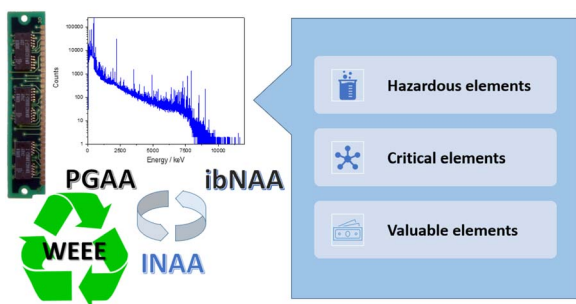 100000
10000
1000
100
10
1
Counts
0
2500
5000
7500
10000
Energy / keV
PGAA
ibNAA
WEEE
INAA
Hazardous elements
Critical elements
Valuable elements